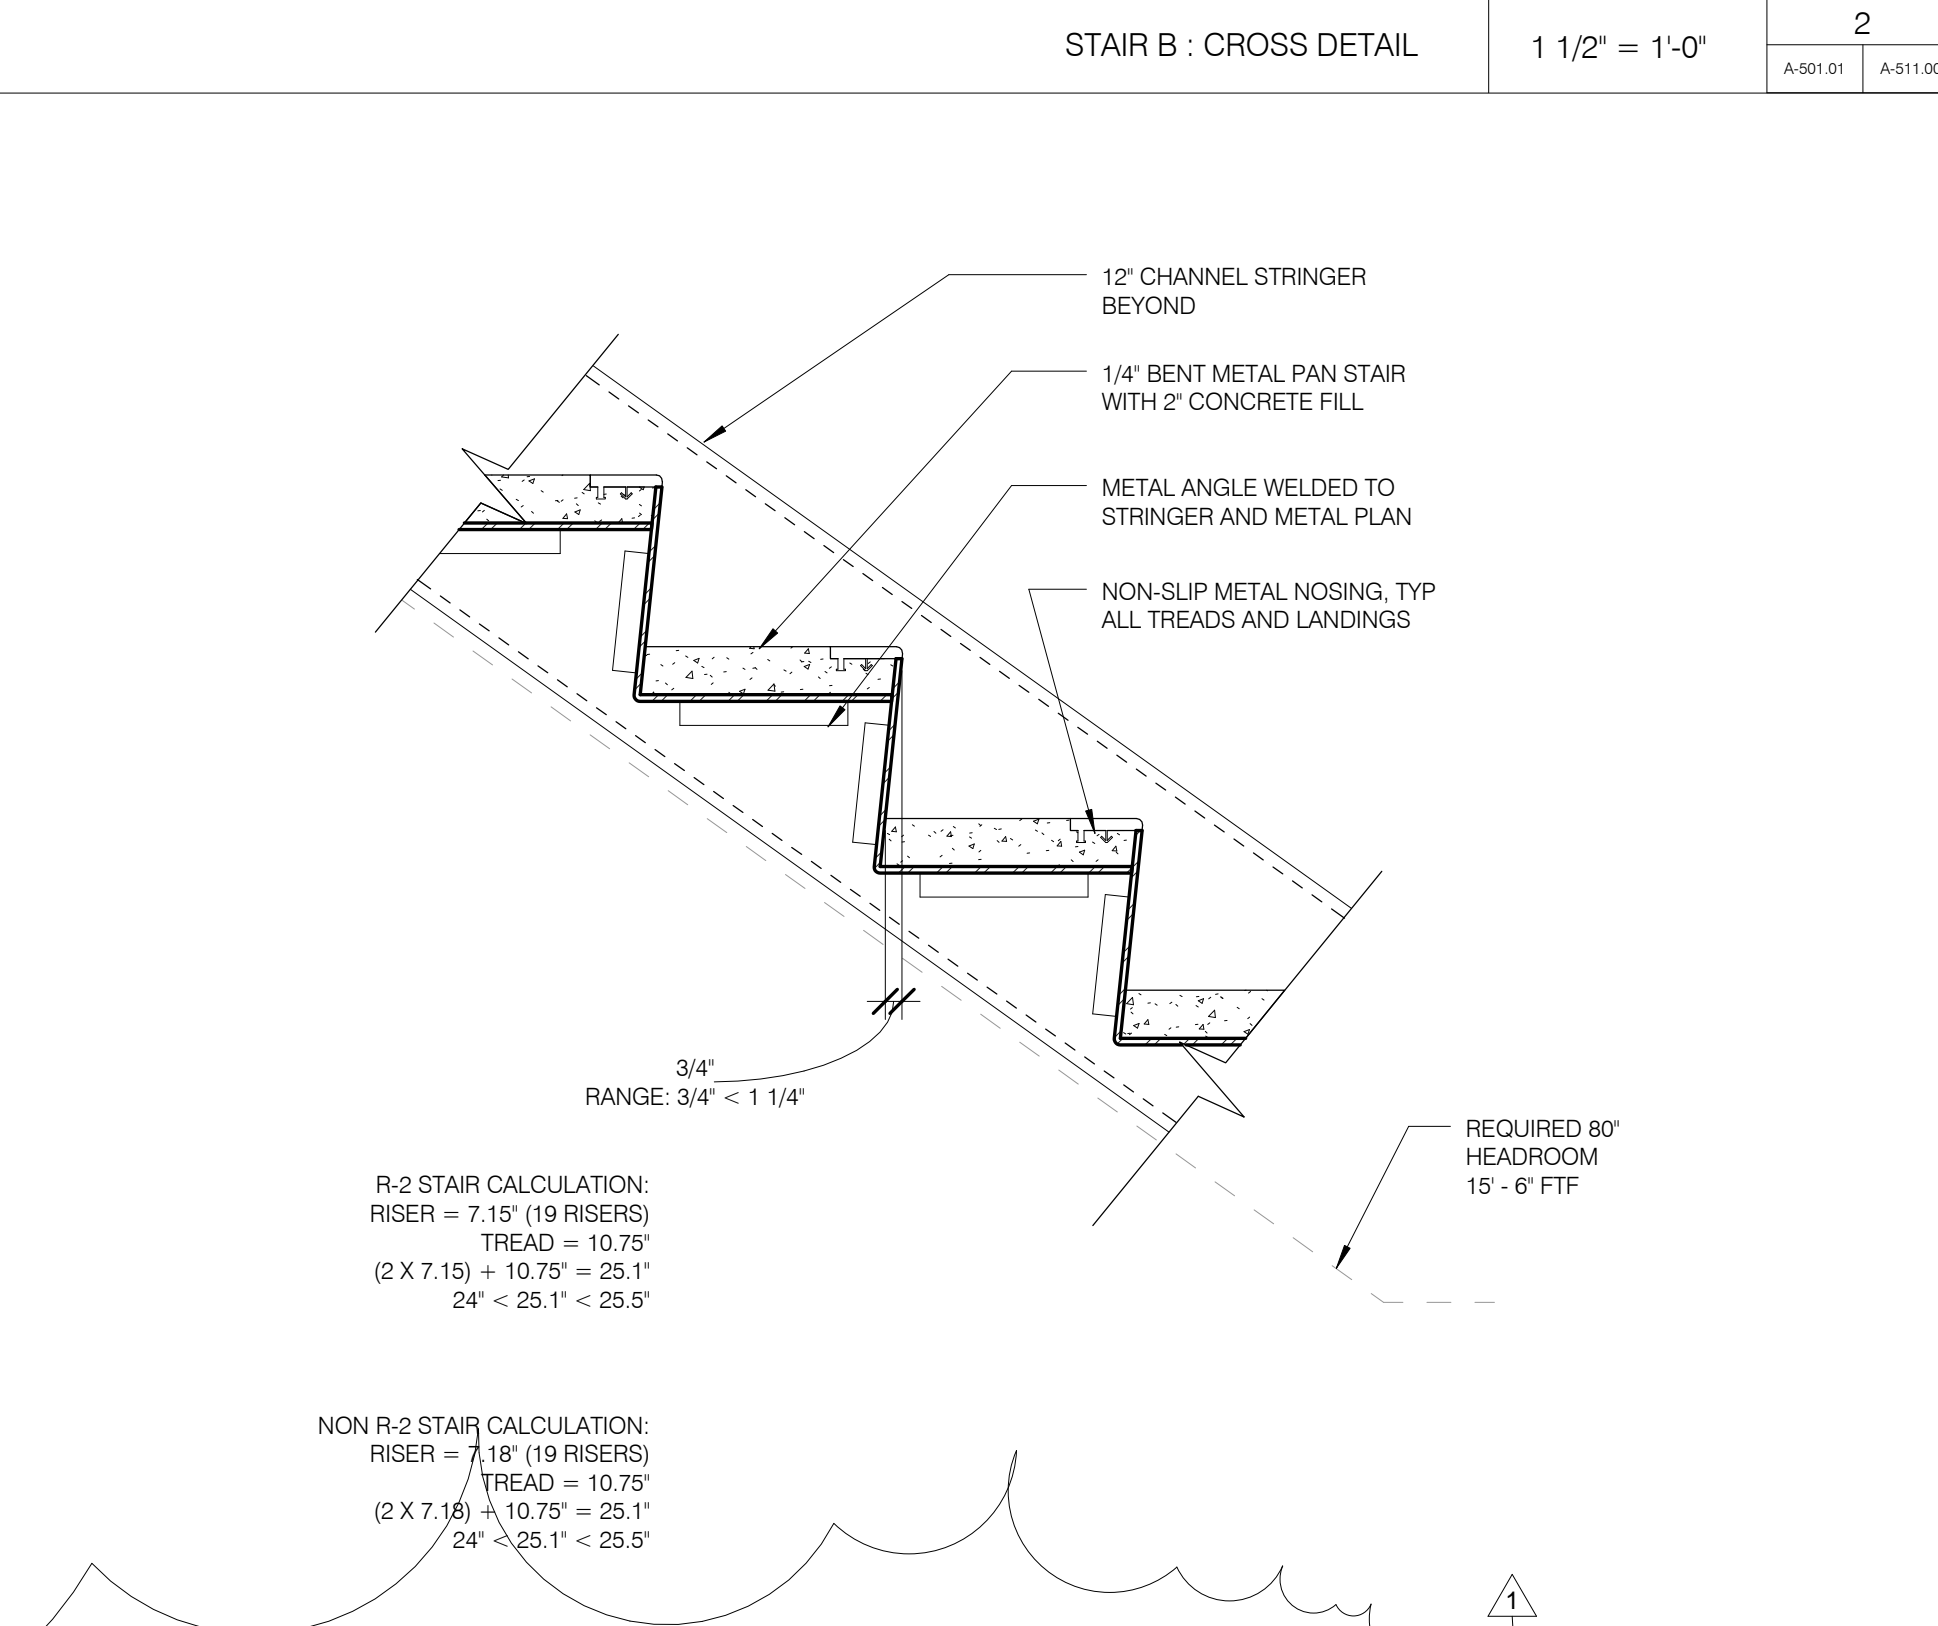 STAIR B : CROSS DETAIL
1 1/2" = 1'-0"
2
A-501.01
A-511.00
12" CHANNEL STRINGER
BEYOND
1/4" BENT METAL PAN STAIR
WITH 2" CONCRETE FILL
METAL ANGLE WELDED TO
STRINGER AND METAL PLAN
NON-SLIP METAL NOSING, TYP
ALL TREADS AND LANDINGS
3/4"
RANGE: 3/4" < 1 1/4"
REQUIRED 80"
HEADROOM
15' - 6" FTF
R-2 STAIR CALCULATION:
RISER = 7.15" (19 RISERS)
TREAD = 10.75"
(2 X 7.15) + 10.75" = 25.1"
24" < 25.1" < 25.5"
NON R-2 STAIR CALCULATION:
RISER = 7.18" (19 RISERS)
TREAD = 10.75"
(2 X 7.18) + 10.75" = 25.1"
24" < 25.1" < 25.5"
1